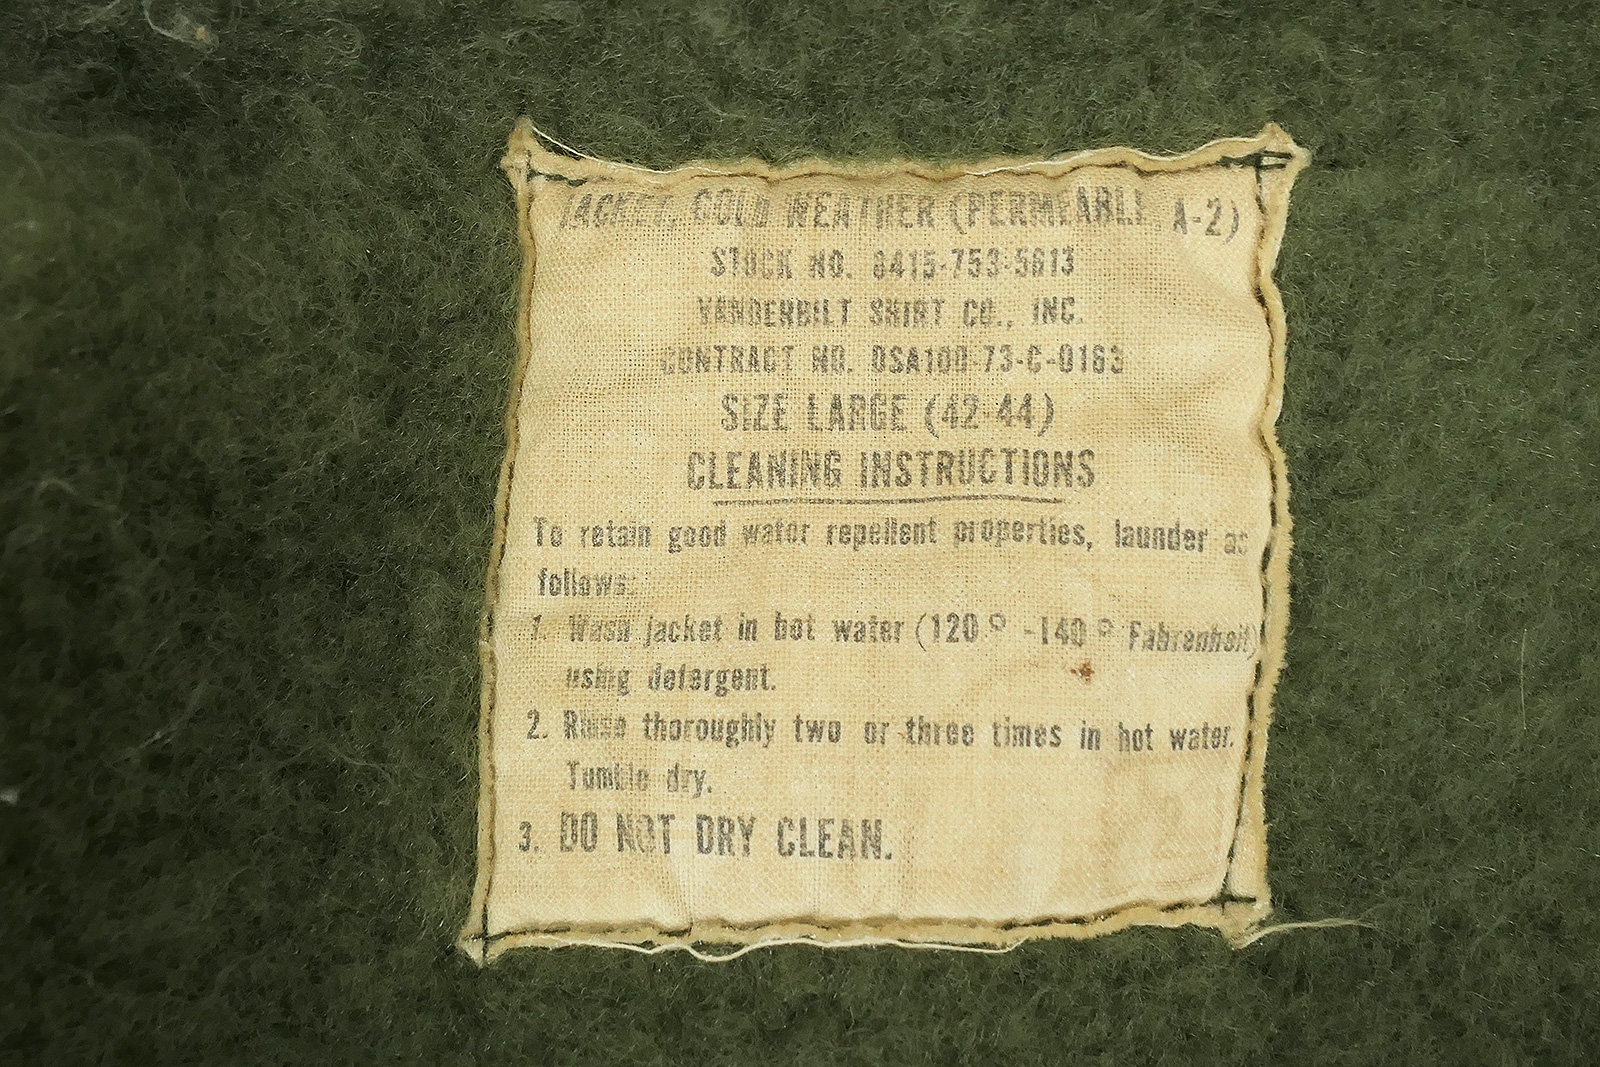 JACKET, COLD WEATHER (PERMEABLE A-2)
STOCK NO. 8415-753-5613
VANDERBILT SHIRT CO., INC.
CONTRACT NO. DSA100-73-C-0163
SIZE LARGE (42-44)
CLEANING INSTRUCTIONS
To retain good water repellent properties, launder as
follows:
1. Wash jacket in hot water (120° -140° Fahrenheit)
using detergent.
2. Rinse thoroughly two or three times in hot water.
Tumble dry.
3. DO NOT DRY CLEAN.